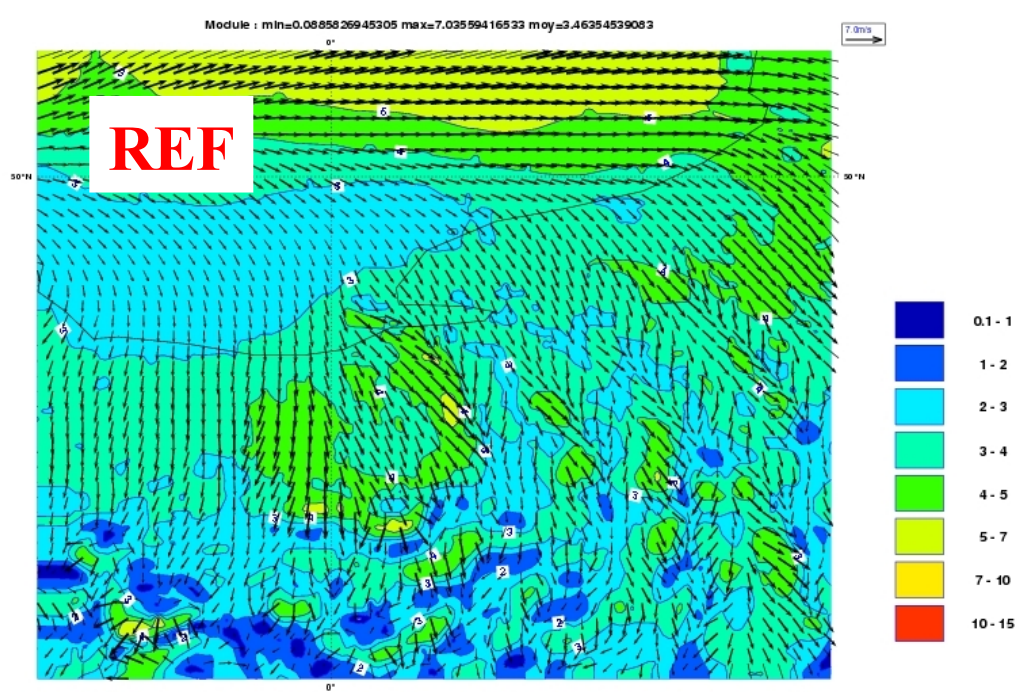 Module : min=0.0885826945305 max=7.03559416533 moy=3.46354539083
7.0m/s
0°
REF
50°N
50°N
0.1 - 1
1 - 2
2 - 3
3 - 4
4 - 5
5 - 7
7 - 10
10 - 15
0°